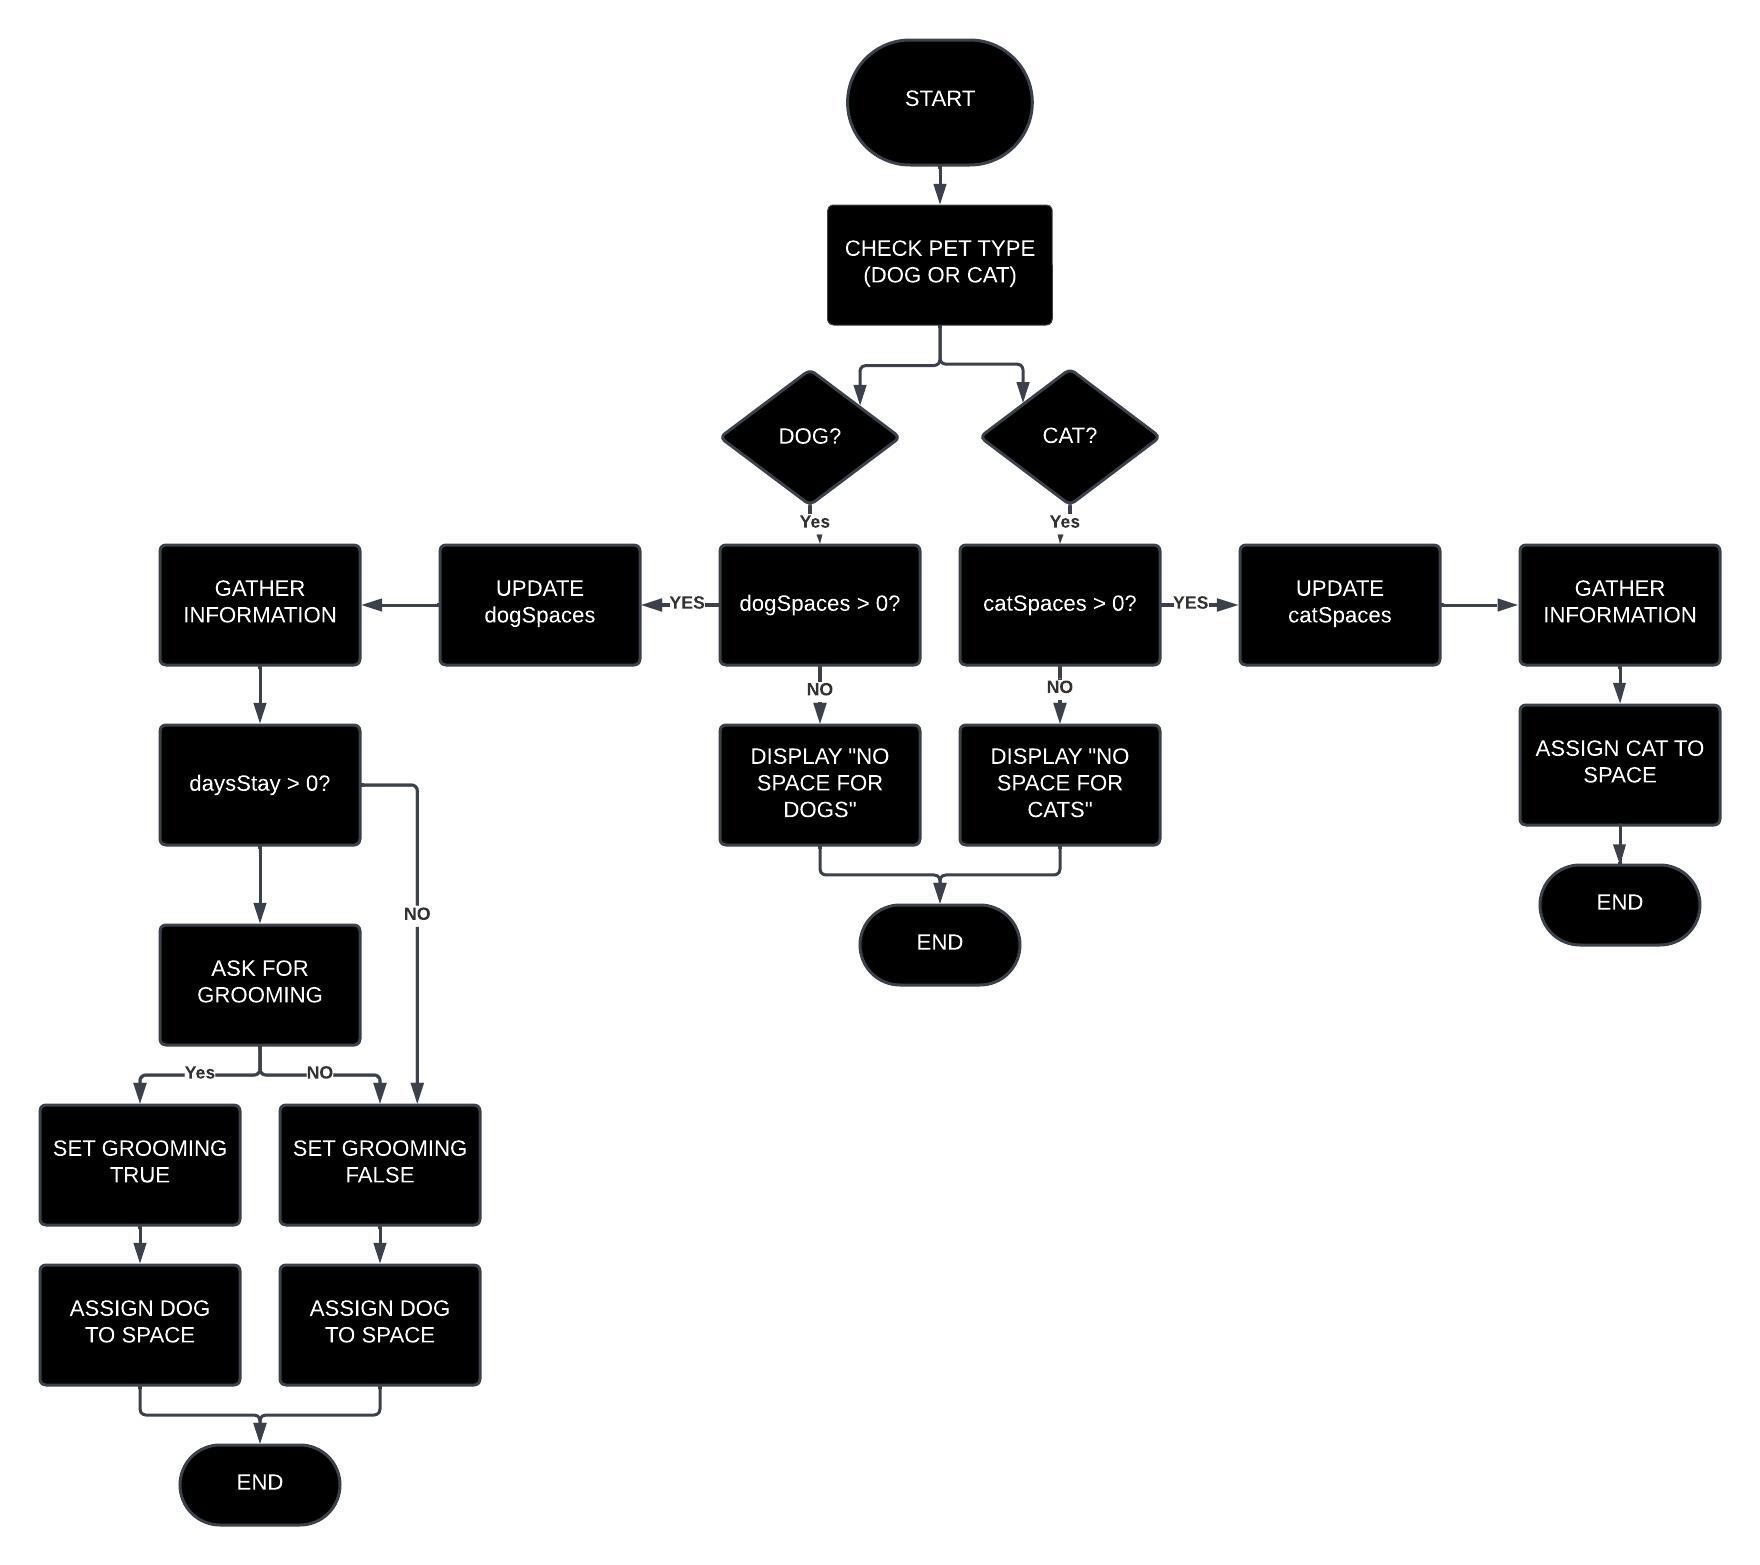 START
CHECK PET TYPE
(DOG OR CAT)
DOG?
CAT?
Yes
Yes
GATHER
INFORMATION
UPDATE
dogSpaces
YES
dogSpaces > 0?
catSpaces > 0?
YES
UPDATE
catSpaces
GATHER
INFORMATION
NO
NO
daysStay > 0?
DISPLAY "NO
SPACE FOR
DOGS"
DISPLAY "NO
SPACE FOR
CATS"
ASSIGN CAT TO
SPACE
NO
END
END
ASK FOR
GROOMING
Yes
NO
SET GROOMING
TRUE
SET GROOMING
FALSE
ASSIGN DOG
TO SPACE
ASSIGN DOG
TO SPACE
END